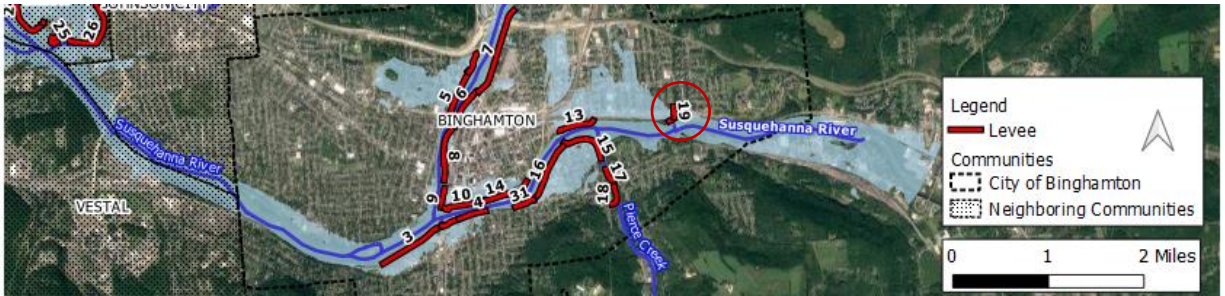 JOHNSON CITY
25
26
7
5
6
BINGHAMTON
13
19
Susquehanna River
Susquehanna River
8
16
15
17
VESTAL
9
10
14
31
18
4
3
Pierce Creek
Legend
Levee
Communities
City of Binghamton
Neighboring Communities
0 1 2 Miles